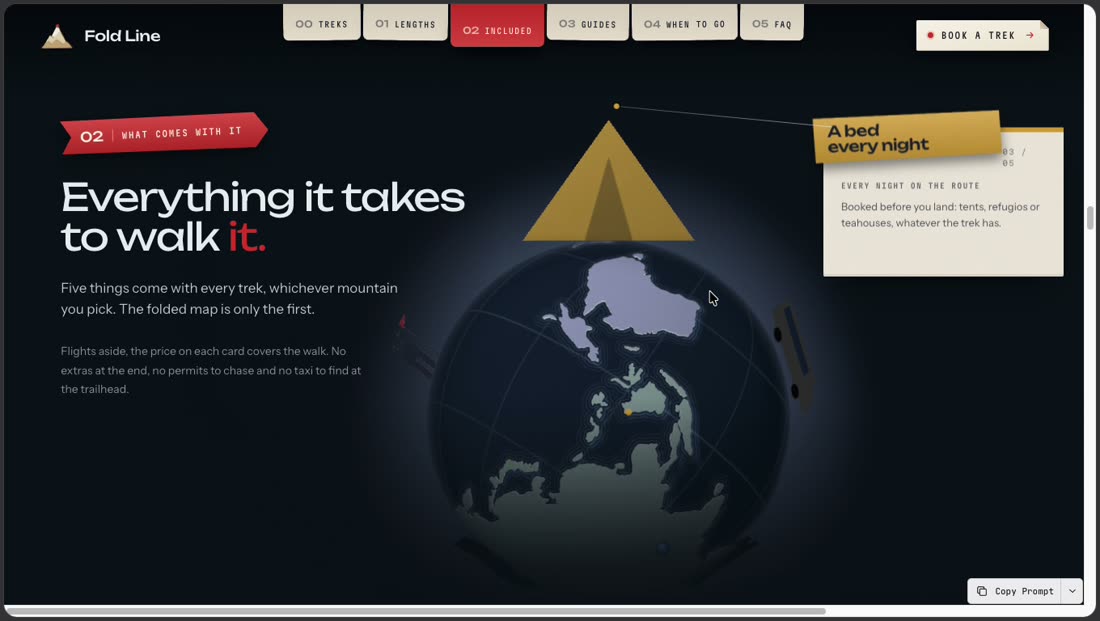 Fold Line
00 TREKS
01 LENGTHS
02 INCLUDED
03 GUIDES
04 WHEN TO GO
05 FAQ
BOOK A TREK →
02 | WHAT COMES WITH IT
Everything it takes
to walk it.
Five things come with every trek, whichever mountain
you pick. The folded map is only the first.
Flights aside, the price on each card covers the walk. No
extras at the end, no permits to chase and no taxi to find at
the trailhead.
A bed
every night
03 /
05
EVERY NIGHT ON THE ROUTE
Booked before you land: tents, refugios or
teahouses, whatever the trek has.
Copy Prompt